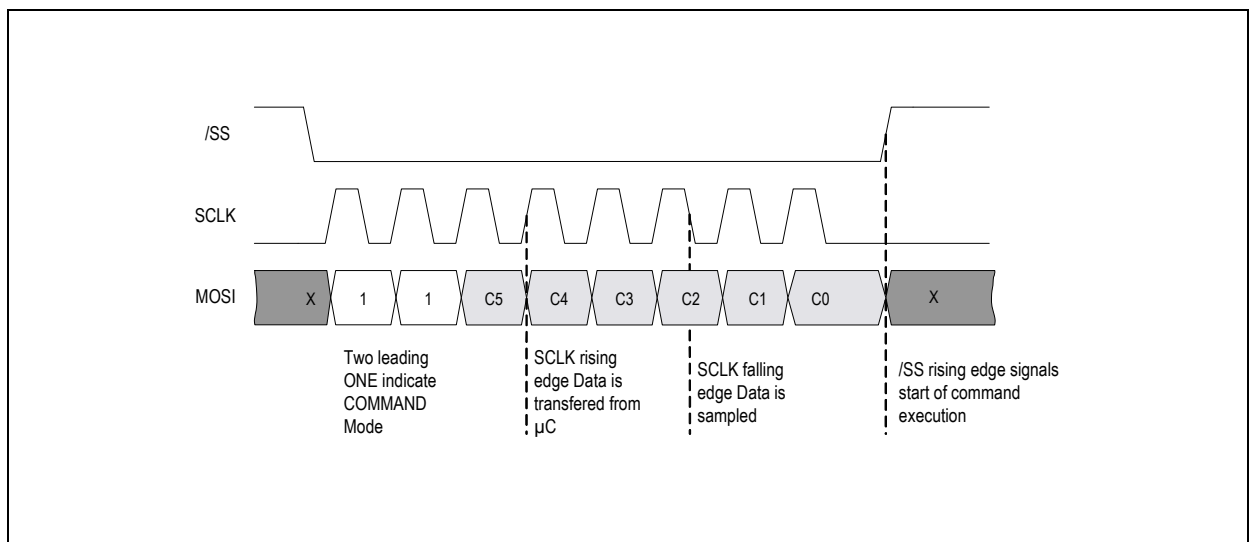 /SS
SCLK
MOSI
X
1
1
C5
C4
C3
C2
C1
C0
X
Two leading
ONE indicate
COMMAND
Mode
SCLK rising
edge Data is
transfered from
µC
SCLK falling
edge Data is
sampled
/SS rising edge signals
start of command
execution